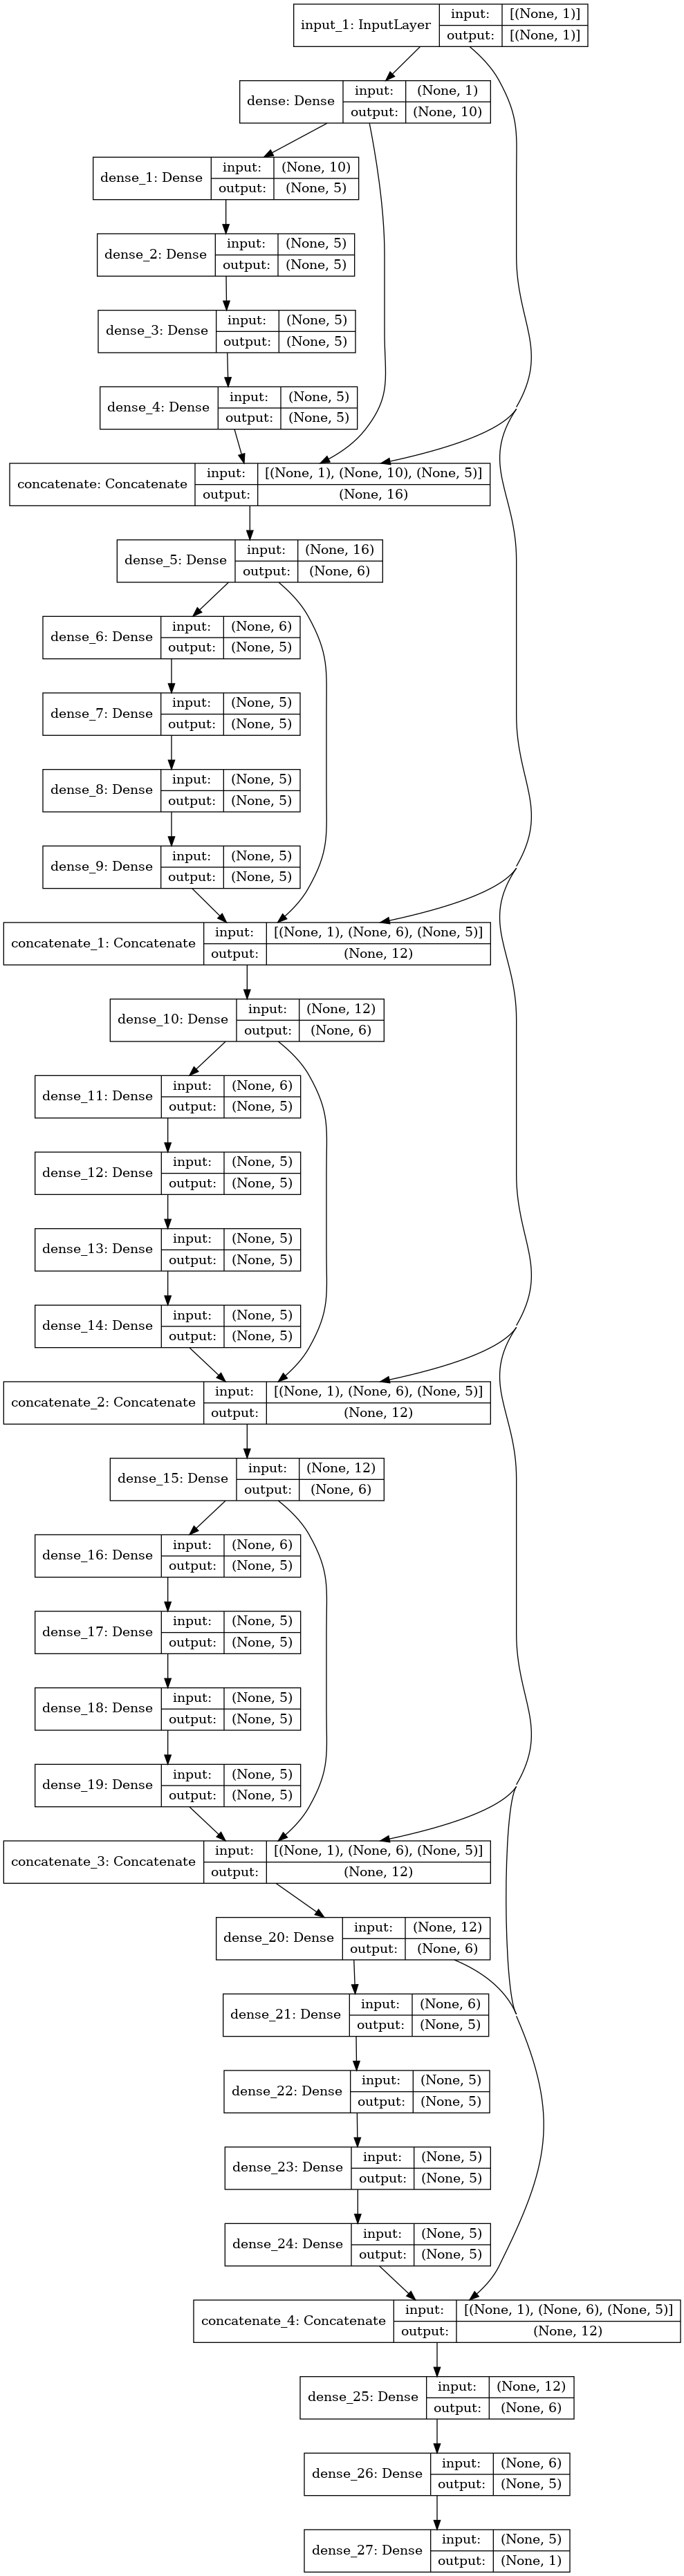 input_1: InputLayer input: [(None, 1)]
output: [(None, 1)]
dense: Dense input: (None, 1)
output: (None, 10)
dense_1: Dense input: (None, 10)
output: (None, 5)
dense_2: Dense input: (None, 5)
output: (None, 5)
dense_3: Dense input: (None, 5)
output: (None, 5)
dense_4: Dense input: (None, 5)
output: (None, 5)
concatenate: Concatenate input: [(None, 1), (None, 10), (None, 5)]
output: (None, 16)
dense_5: Dense input: (None, 16)
output: (None, 6)
dense_6: Dense input: (None, 6)
output: (None, 5)
dense_7: Dense input: (None, 5)
output: (None, 5)
dense_8: Dense input: (None, 5)
output: (None, 5)
dense_9: Dense input: (None, 5)
output: (None, 5)
concatenate_1: Concatenate input: [(None, 1), (None, 6), (None, 5)]
output: (None, 12)
dense_10: Dense input: (None, 12)
output: (None, 6)
dense_11: Dense input: (None, 6)
output: (None, 5)
dense_12: Dense input: (None, 5)
output: (None, 5)
dense_13: Dense input: (None, 5)
output: (None, 5)
dense_14: Dense input: (None, 5)
output: (None, 5)
concatenate_2: Concatenate input: [(None, 1), (None, 6), (None, 5)]
output: (None, 12)
dense_15: Dense input: (None, 12)
output: (None, 6)
dense_16: Dense input: (None, 6)
output: (None, 5)
dense_17: Dense input: (None, 5)
output: (None, 5)
dense_18: Dense input: (None, 5)
output: (None, 5)
dense_19: Dense input: (None, 5)
output: (None, 5)
concatenate_3: Concatenate input: [(None, 1), (None, 6), (None, 5)]
output: (None, 12)
dense_20: Dense input: (None, 12)
output: (None, 6)
dense_21: Dense input: (None, 6)
output: (None, 5)
dense_22: Dense input: (None, 5)
output: (None, 5)
dense_23: Dense input: (None, 5)
output: (None, 5)
dense_24: Dense input: (None, 5)
output: (None, 5)
concatenate_4: Concatenate input: [(None, 1), (None, 6), (None, 5)]
output: (None, 12)
dense_25: Dense input: (None, 12)
output: (None, 6)
dense_26: Dense input: (None, 6)
output: (None, 5)
dense_27: Dense input: (None, 5)
output: (None, 1)